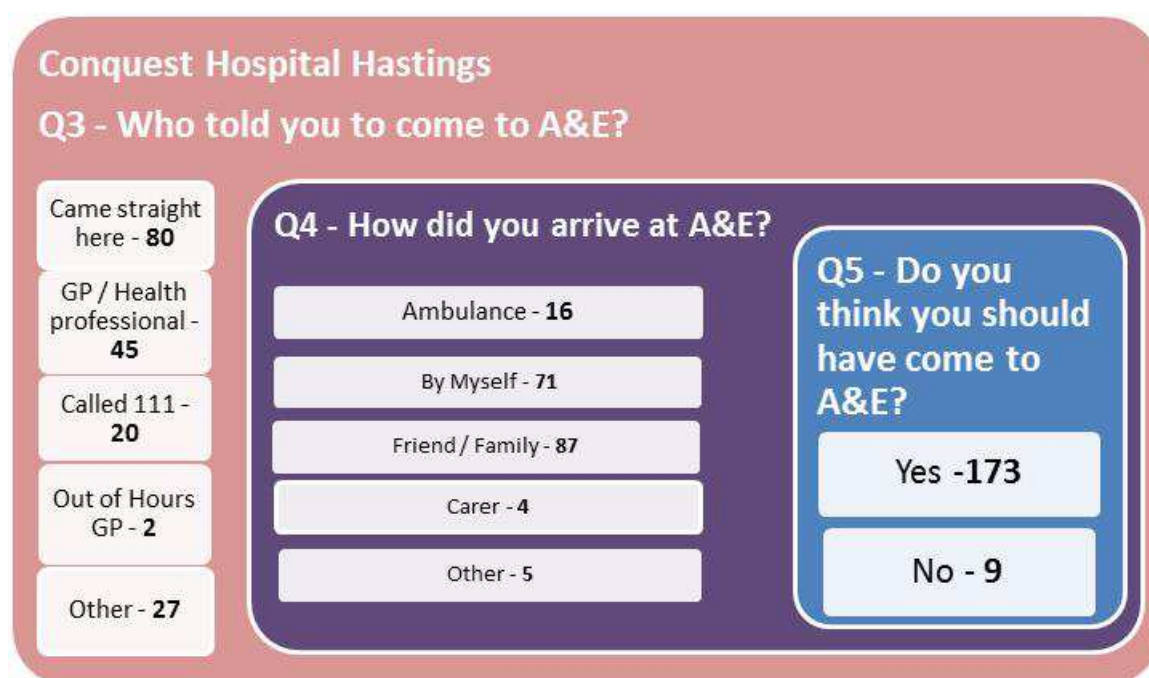 Conquest Hospital Hastings
Q3 - Who told you to come to A&E?
Came straight
here - 80
GP / Health
professional -
45
Called 111 -
20
Out of Hours
GP - 2
Other - 27
Q4 - How did you arrive at A&E?
Ambulance - 16
By Myself - 71
Friend / Family - 87
Carer - 4
Other - 5
Q5 - Do you
think you should
have come to
A&E?
Yes -173
No - 9